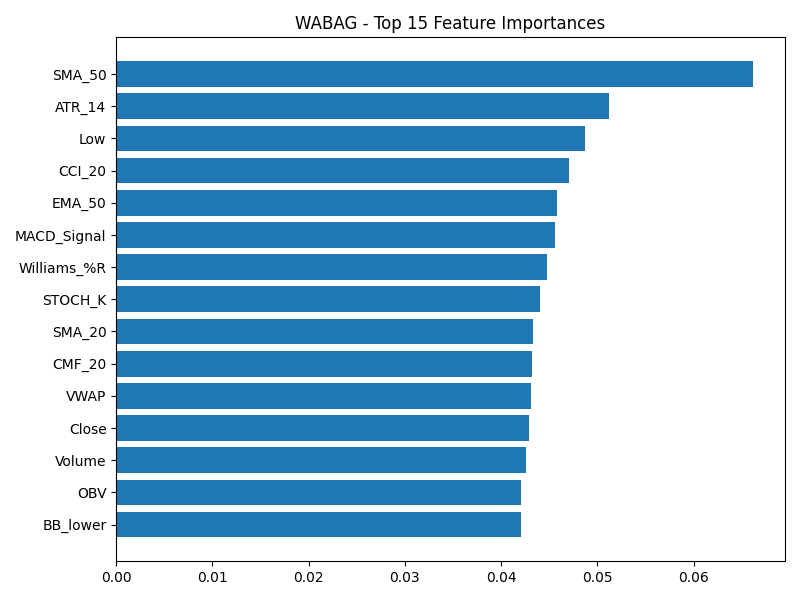 WABAG - Top 15 Feature Importances
SMA_50
ATR_14
Low
CCI_20
EMA_50
MACD_Signal
Williams_%R
STOCH_K
SMA_20
CMF_20
VWAP
Close
Volume
OBV
BB_lower
0.00 0.01 0.02 0.03 0.04 0.05 0.06